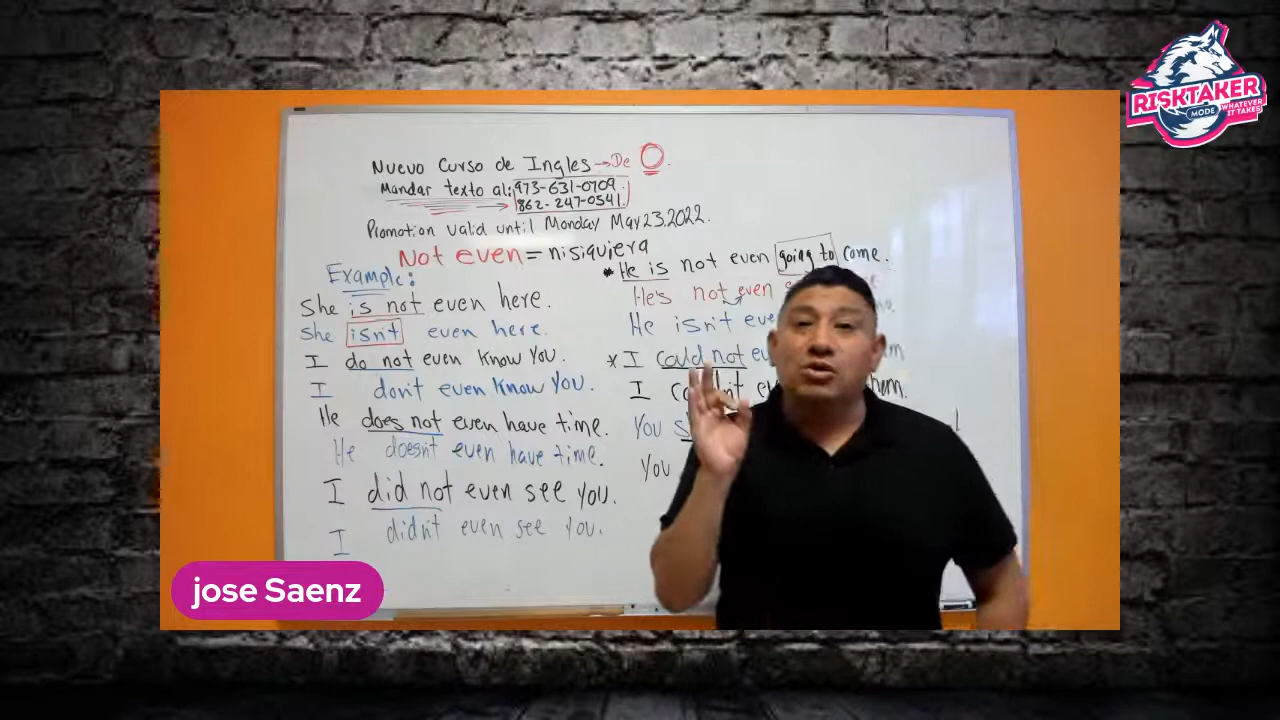 RISKTAKER
MODE
WHATEVER
IT TAKES
Nuevo Curso de Ingles → De 0.
Mandar texto al: 973-631-0709.
862-247-0541.
Promotion valid until Monday May 23.2022.
Not even = nisiquiera
Example:
She is not even here.
She isn't even here.
I do not even know you.
I don't even know you.
He does not even have time.
He doesn't even have time.
I did not even see you.
I didn't even see you.
* He is not even going to come.
He's not even
He isn't
* I could not
I
them.
You
You
jose Saenz